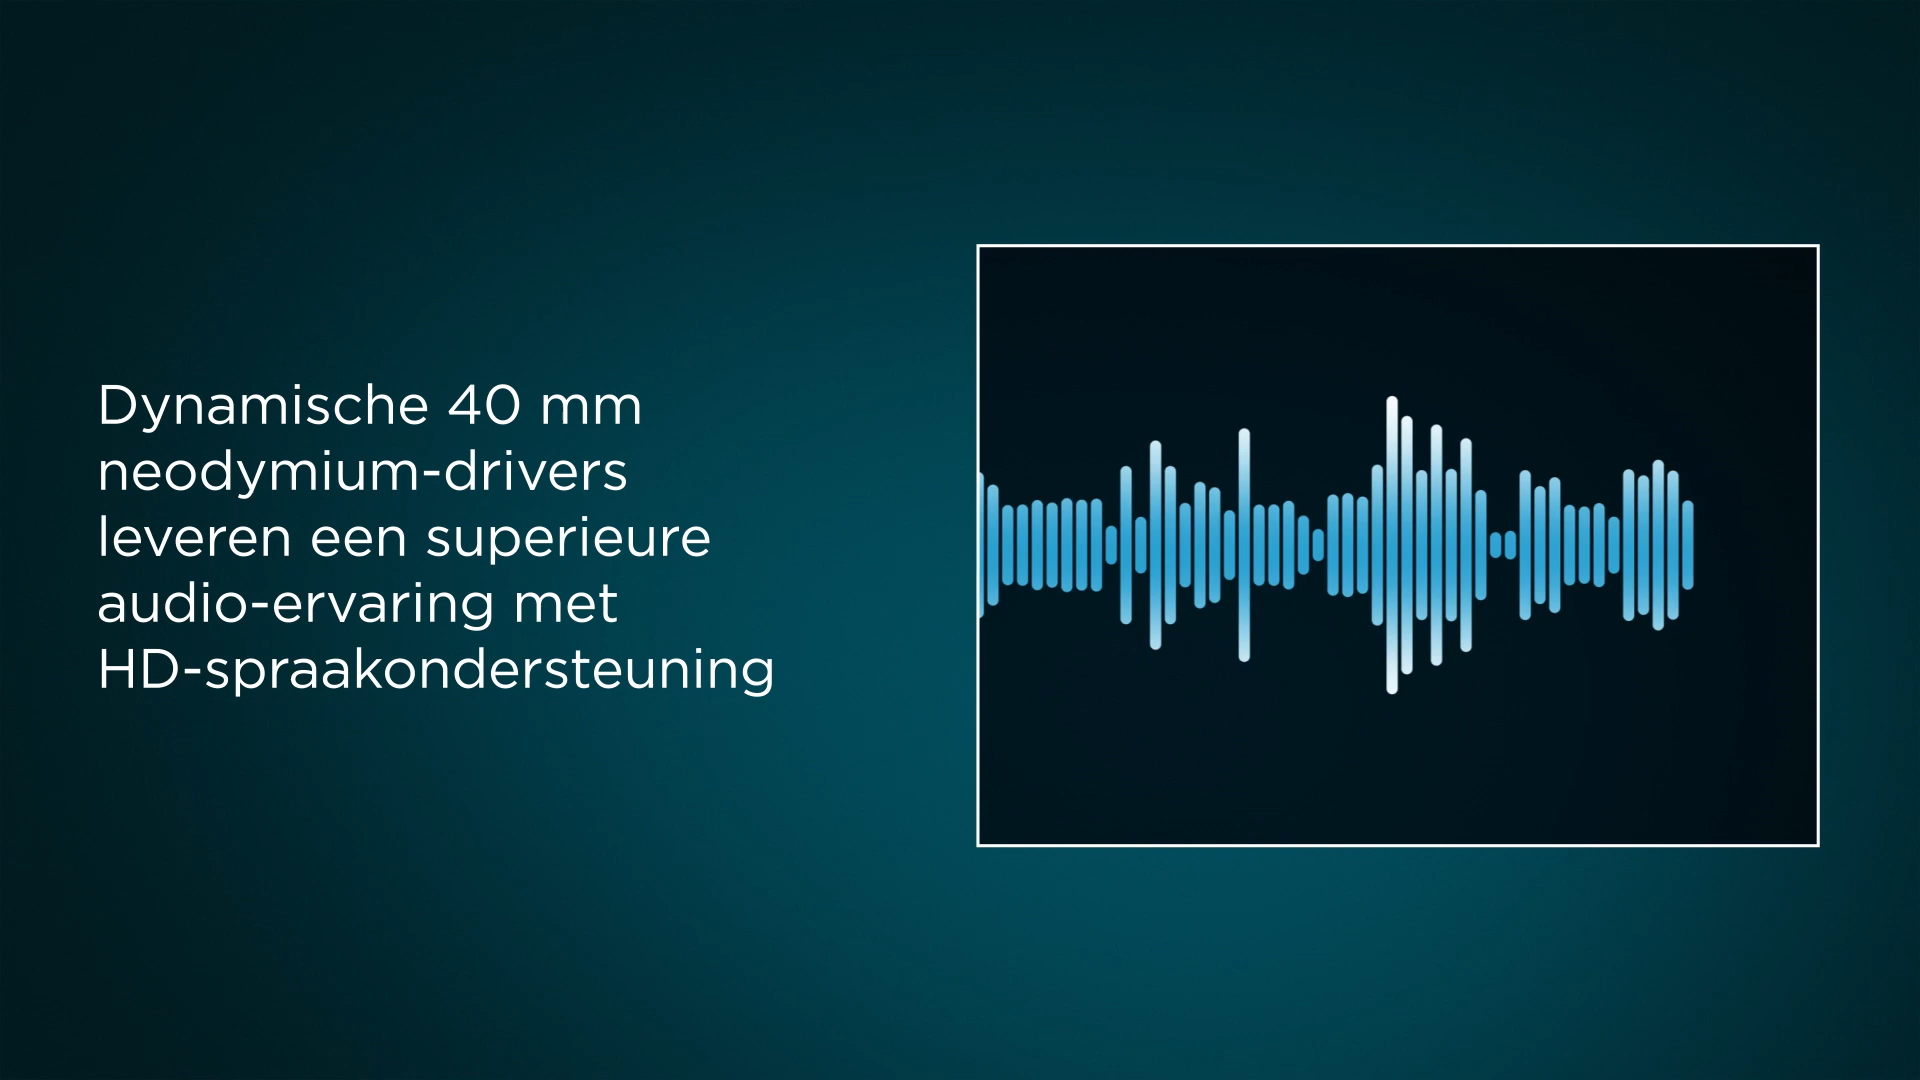 Dynamische 40 mm
neodymium-drivers
leveren een superieure
audio-ervaring met
HD-spraakondersteuning